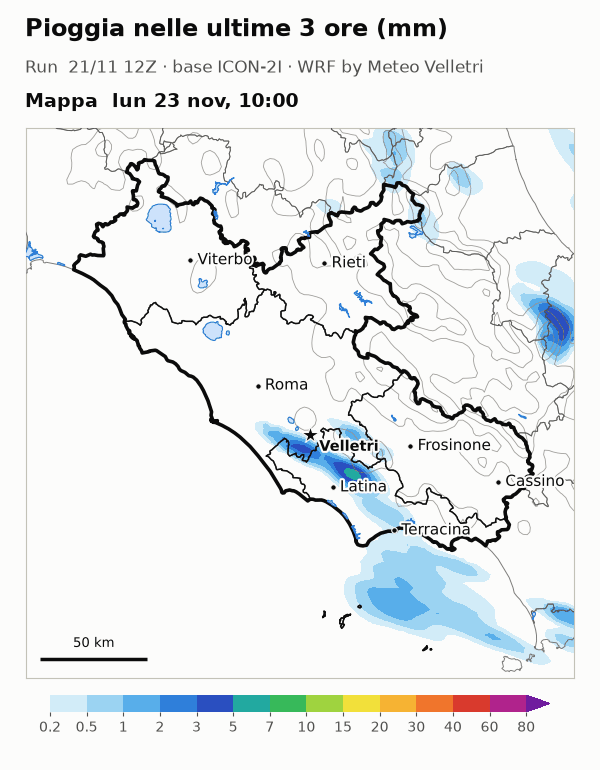 Pioggia nelle ultime 3 ore (mm)
Run 21/11 12Z · base ICON-2I · WRF by Meteo Velletri
Mappa lun 23 nov, 10:00
Viterbo
Rieti
Roma
Velletri
Frosinone
Latina
Cassino
Terracina
50 km
0.2 0.5 1 2 3 5 7 10 15 20 30 40 60 80